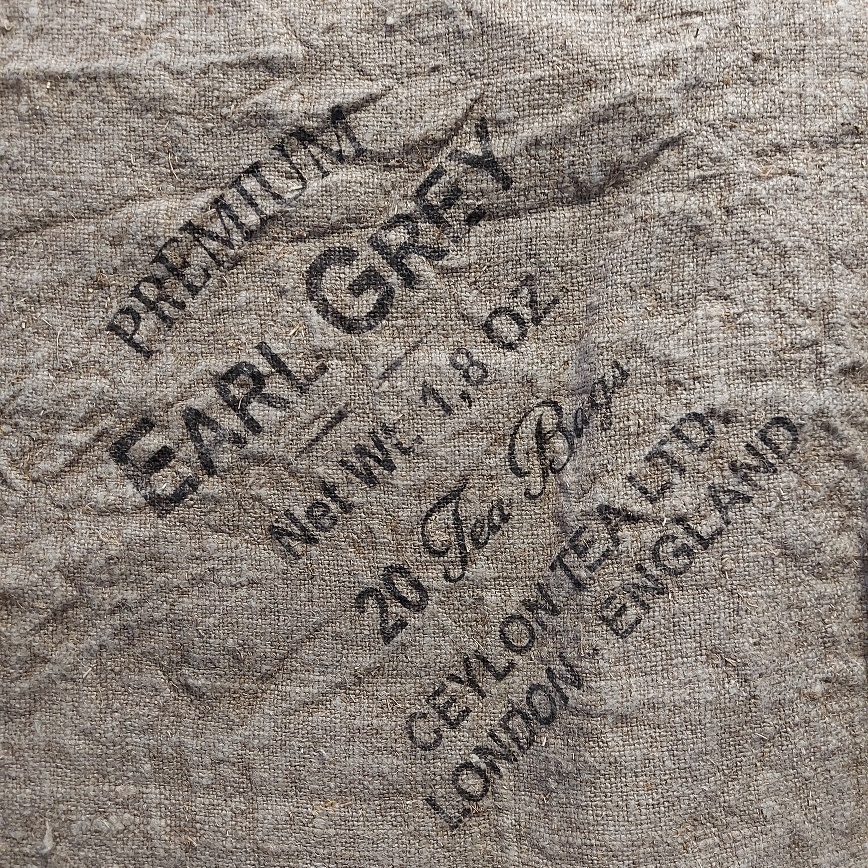 PREMIUM
EARL GREY
Net Wt. 1,8 OZ
20 Tea Bags
CEYLON TEA LTD.
LONDON · ENGLAND